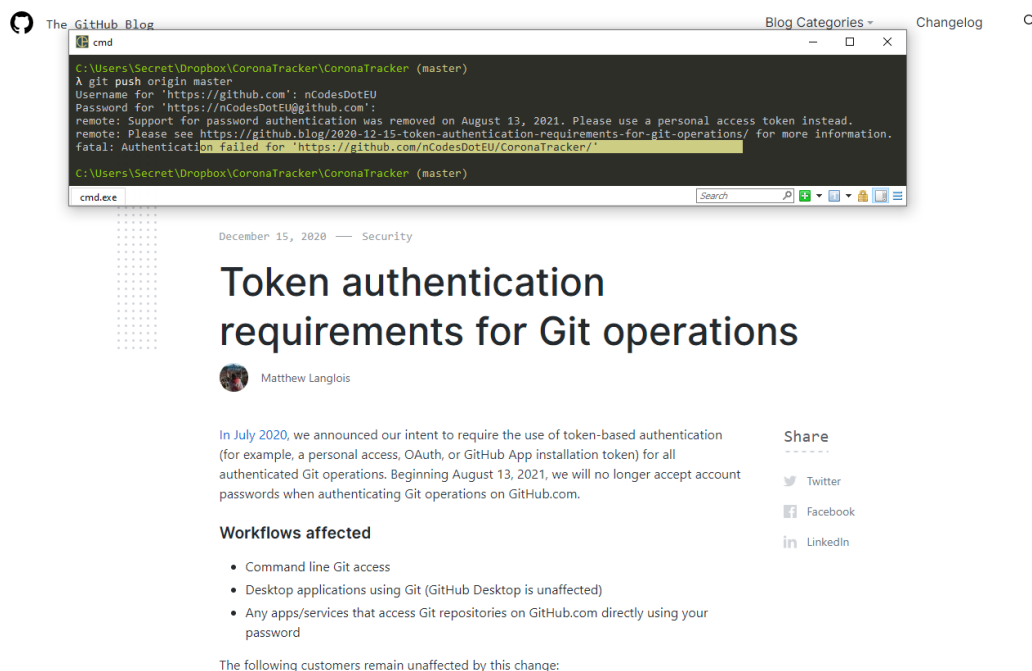 The GitHub Blog
Blog Categories
Changelog
cmd
C:\Users\Secret\Dropbox\CoronaTracker\CoronaTracker (master)
λ git push origin master
Username for 'https://github.com': nCodesDotEU
Password for 'https://nCodesDotEU@github.com':
remote: Support for password authentication was removed on August 13, 2021. Please use a personal access token instead.
remote: Please see https://github.blog/2020-12-15-token-authentication-requirements-for-git-operations/ for more information.
fatal: Authentication failed for 'https://github.com/nCodesDotEU/CoronaTracker/'
C:\Users\Secret\Dropbox\CoronaTracker\CoronaTracker (master)
cmd.exe
Search
December 15, 2020 — Security
Token authentication
requirements for Git operations
Matthew Langlois
In July 2020, we announced our intent to require the use of token-based authentication
(for example, a personal access, OAuth, or GitHub App installation token) for all
authenticated Git operations. Beginning August 13, 2021, we will no longer accept account
passwords when authenticating Git operations on GitHub.com.
Share
Twitter
Facebook
LinkedIn
Workflows affected
• Command line Git access
• Desktop applications using Git (GitHub Desktop is unaffected)
• Any apps/services that access Git repositories on GitHub.com directly using your
password
The following customers remain unaffected by this change: